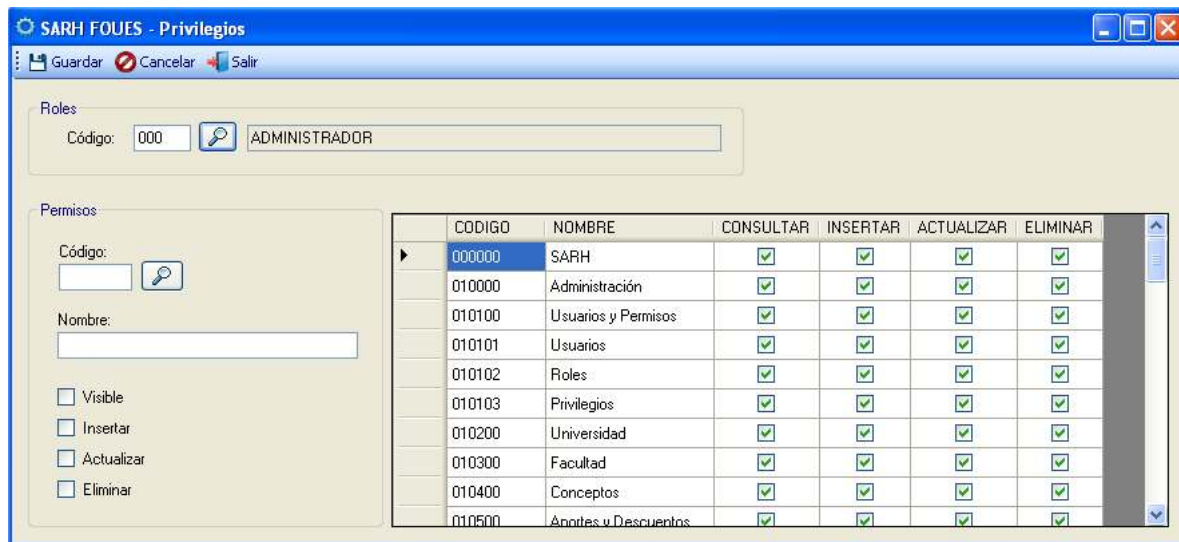 SARH FOUES - Privilegios
Guardar Cancelar Salir
Roles
Código: 000 ADMINISTRADOR
Permisos
Código:
Nombre:
Visible
Insertar
Actualizar
Eliminar
CODIGO NOMBRE CONSULTAR INSERTAR ACTUALIZAR ELIMINAR
000000 SARH
010000 Administración
010100 Usuarios y Permisos
010101 Usuarios
010102 Roles
010103 Privilegios
010200 Universidad
010300 Facultad
010400 Conceptos
010500 Aportes y Descuentos